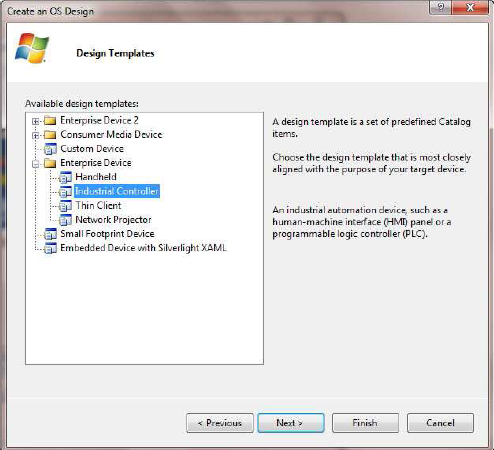 Create an OS Design
Design Templates
Available design templates:
Enterprise Device 2
Consumer Media Device
Custom Device
Enterprise Device
Handheld
Industrial Controller
Thin Client
Network Projector
Small Footprint Device
Embedded Device with Silverlight XAML
A design template is a set of predefined Catalog
items.
Choose the design template that is most closely
aligned with the purpose of your target device.
An industrial automation device, such as a
human-machine interface (HMI) panel or a
programmable logic controller (PLC).
< Previous
Next >
Finish
Cancel